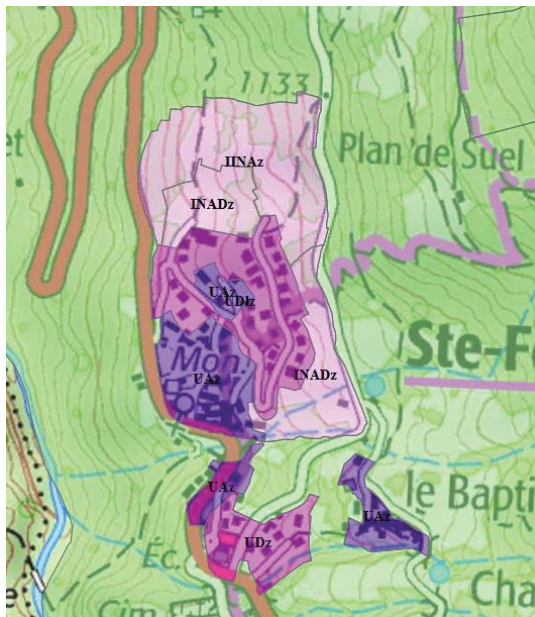 1133
et
Plan de Suel
IINAz
INADz
UAz
UDbz
Ste-F
INADz
Mon
UAz
UAz
le Bapti
UAz
UDz
Éc.
Cha
e
Cim